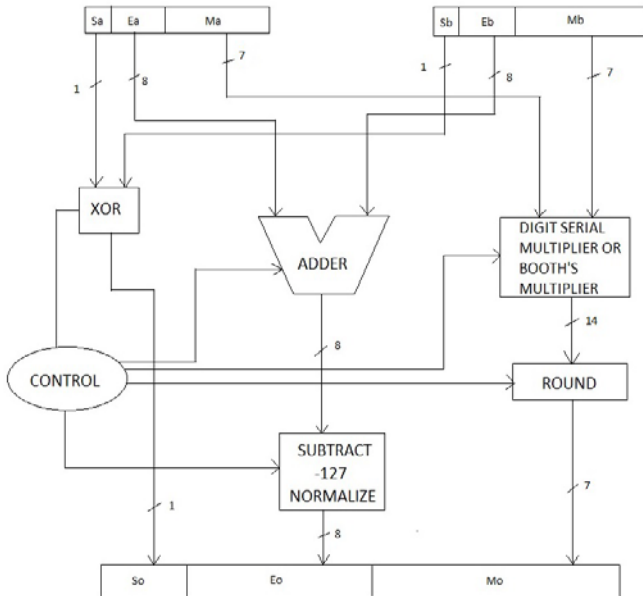 Sa Ea Ma
Sb Eb Mb
1 8 7
1 8 7
XOR
ADDER
DIGIT SERIAL
MULTIPLIER OR
BOOTH'S
MULTIPLIER
8
14
CONTROL
ROUND
SUBTRACT
-127
NORMALIZE
7
1
8
So Eo Mo